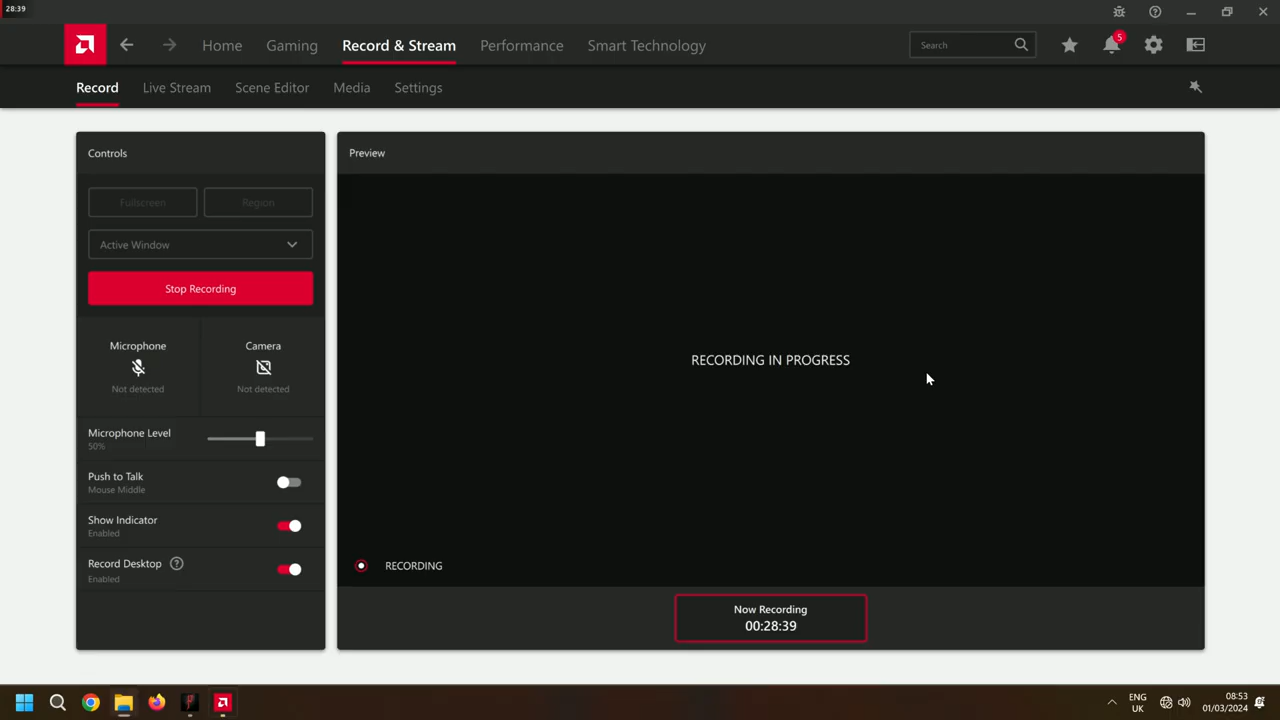 28:39
Home
Gaming
Record & Stream
Performance
Smart Technology
Search
5
Record
Live Stream
Scene Editor
Media
Settings
Controls
Fullscreen
Region
Active Window
Stop Recording
Microphone
Not detected
Camera
Not detected
Microphone Level
50%
Push to Talk
Mouse Middle
Show Indicator
Enabled
Record Desktop
Enabled
Preview
RECORDING IN PROGRESS
RECORDING
Now Recording
00:28:39
ENG
UK
08:53
01/03/2024